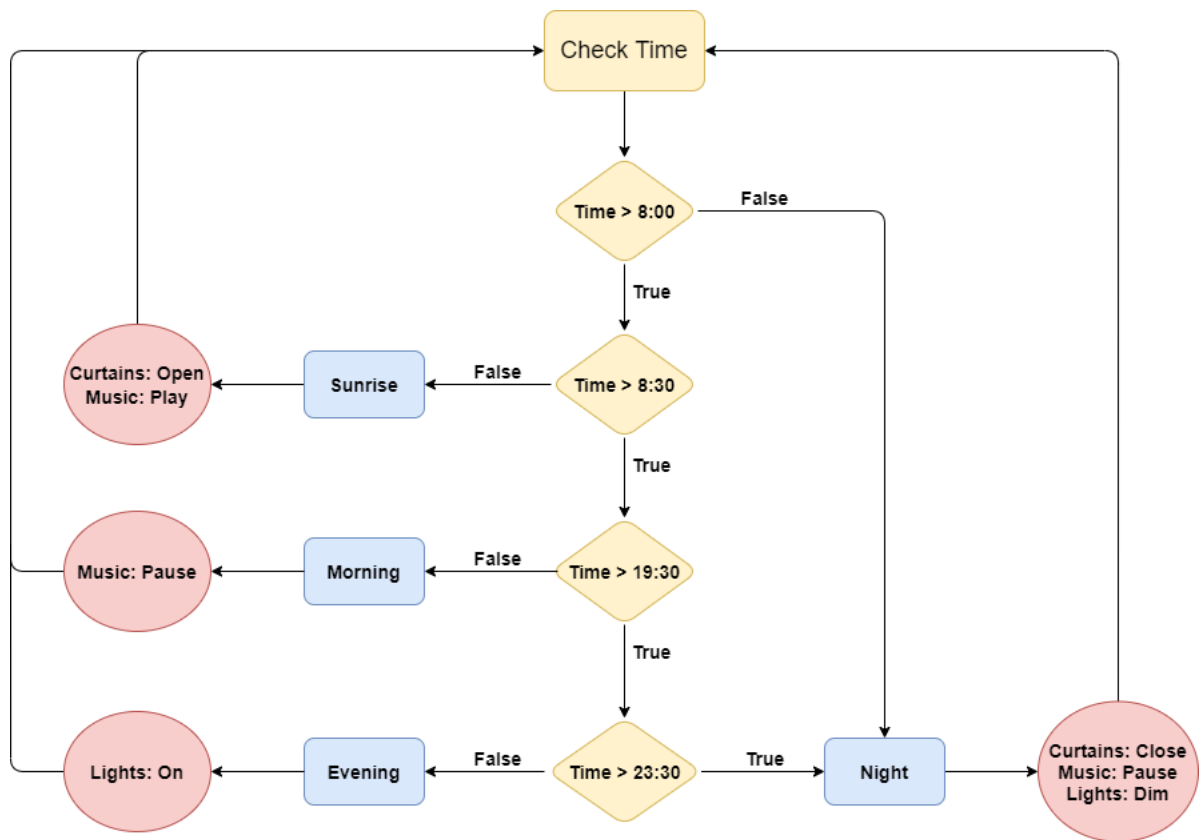 Check Time
Time > 8:00
False
True
Curtains: Open
Music: Play
Sunrise
False
Time > 8:30
True
Music: Pause
Morning
False
Time > 19:30
True
Lights: On
Evening
False
Time > 23:30
True
Night
Curtains: Close
Music: Pause
Lights: Dim